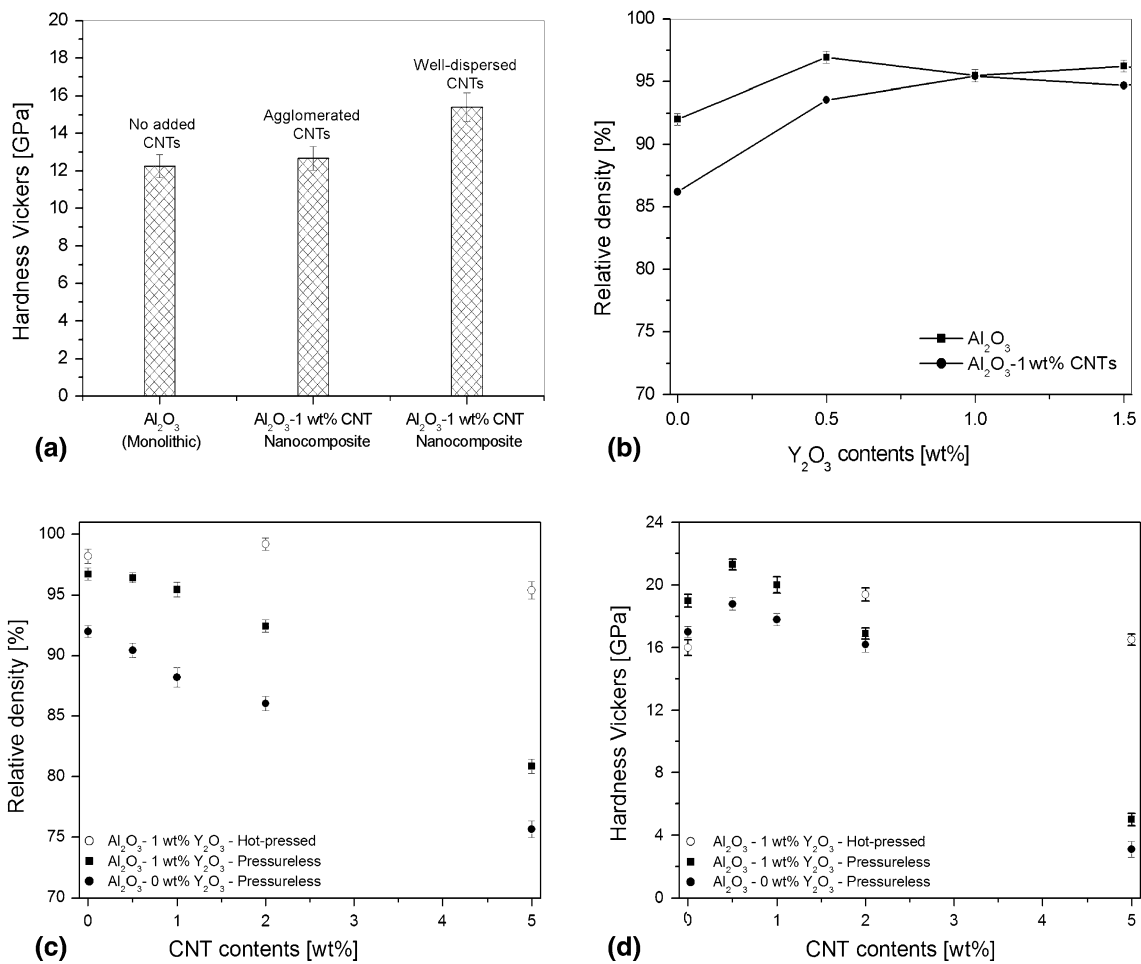 20
18
16
14
12
10
8
6
4
2
0
Hardness Vickers [GPa]
No added
CNTs
Agglomerated
CNTs
Well-dispersed
CNTs
Al2O3
(Monolithic)
Al2O3-1 wt% CNT
Nanocomposite
Al2O3-1 wt% CNT
Nanocomposite
(a)
100
95
90
85
80
75
70
Relative density [%]
Al2O3
Al2O3-1 wt% CNTs
0.0 0.5 1.0 1.5
Y2O3 contents [wt%]
(b)
100
95
90
85
80
75
70
Relative density [%]
Al2O3- 1 wt% Y2O3 - Hot-pressed
Al2O3- 1 wt% Y2O3 - Pressureless
Al2O3- 0 wt% Y2O3 - Pressureless
0 1 2 3 4 5
CNT contents [wt%]
(c)
24
20
16
12
8
4
0
Hardness Vickers [GPa]
Al2O3 - 1 wt% Y2O3 - Hot-pressed
Al2O3 - 1 wt% Y2O3 - Pressureless
Al2O3 - 0 wt% Y2O3 - Pressureless
0 1 2 3 4 5
CNT contents [wt%]
(d)